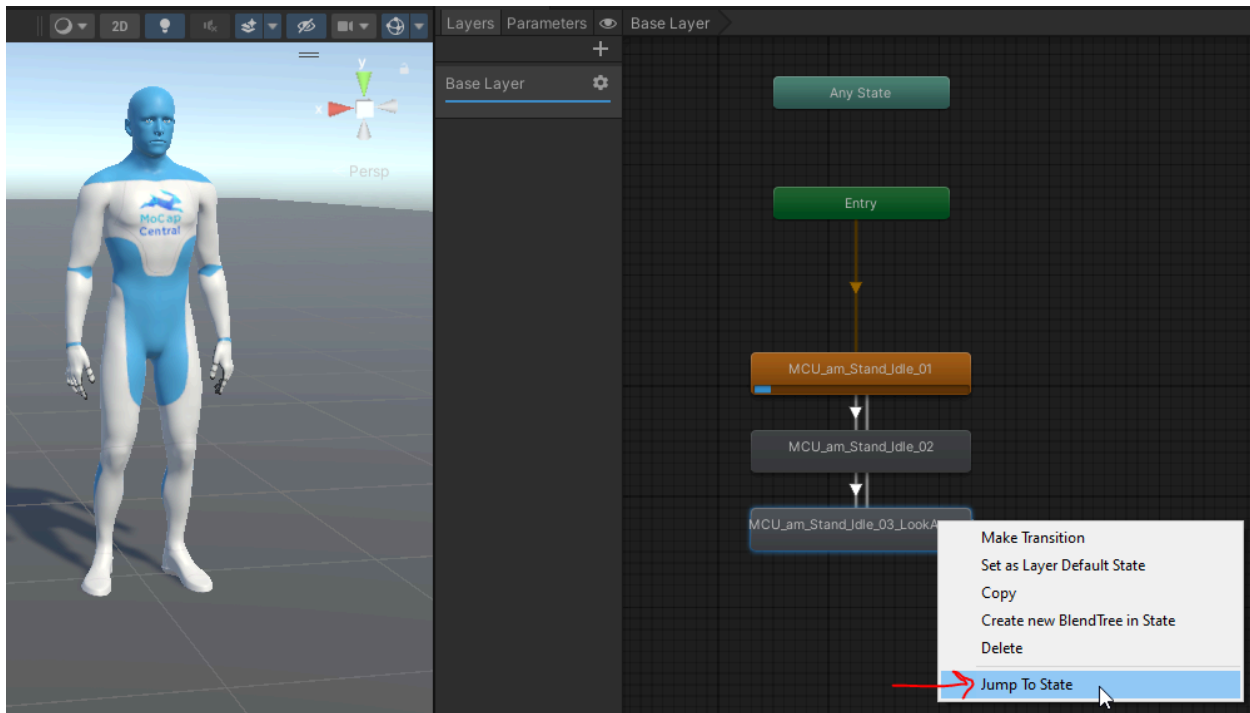 2D
Layers Parameters Base Layer
Base Layer
y
x
Persp
MoCap
Central
Any State
Entry
MCU_am_Stand_Idle_01
MCU_am_Stand_Idle_02
MCU_am_Stand_Idle_03_LookA
Make Transition
Set as Layer Default State
Copy
Create new BlendTree in State
Delete
Jump To State